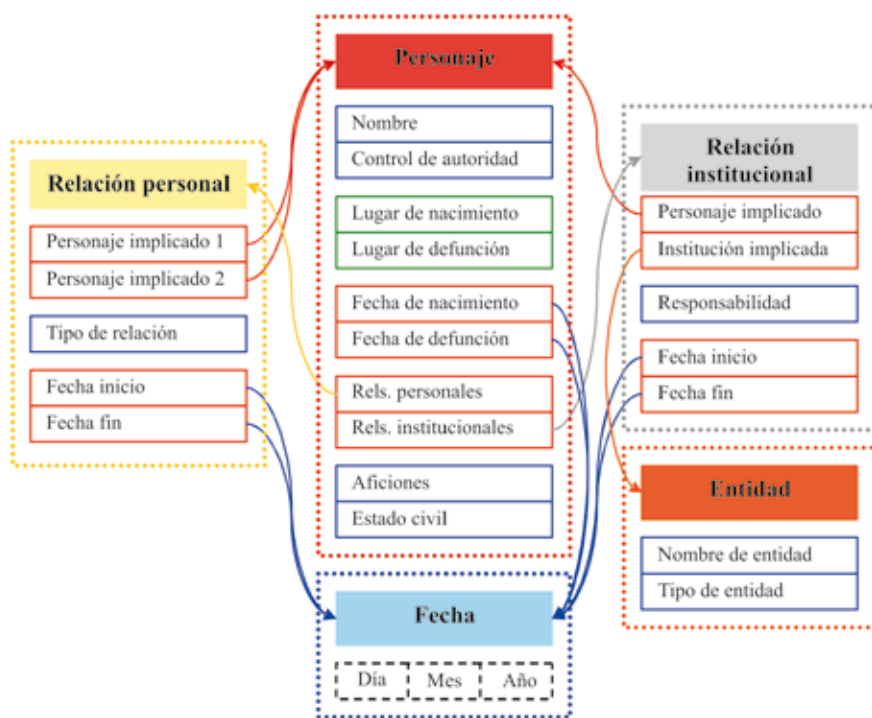 Personaje
Nombre
Control de autoridad
Lugar de nacimiento
Lugar de defunción
Fecha de nacimiento
Fecha de defunción
Rels. personales
Rels. institucionales
Aficiones
Estado civil
Relación personal
Personaje implicado 1
Personaje implicado 2
Tipo de relación
Fecha inicio
Fecha fin
Relación
institucional
Personaje implicado
Institución implicada
Responsabilidad
Fecha inicio
Fecha fin
Entidad
Nombre de entidad
Tipo de entidad
Fecha
Día Mes Año